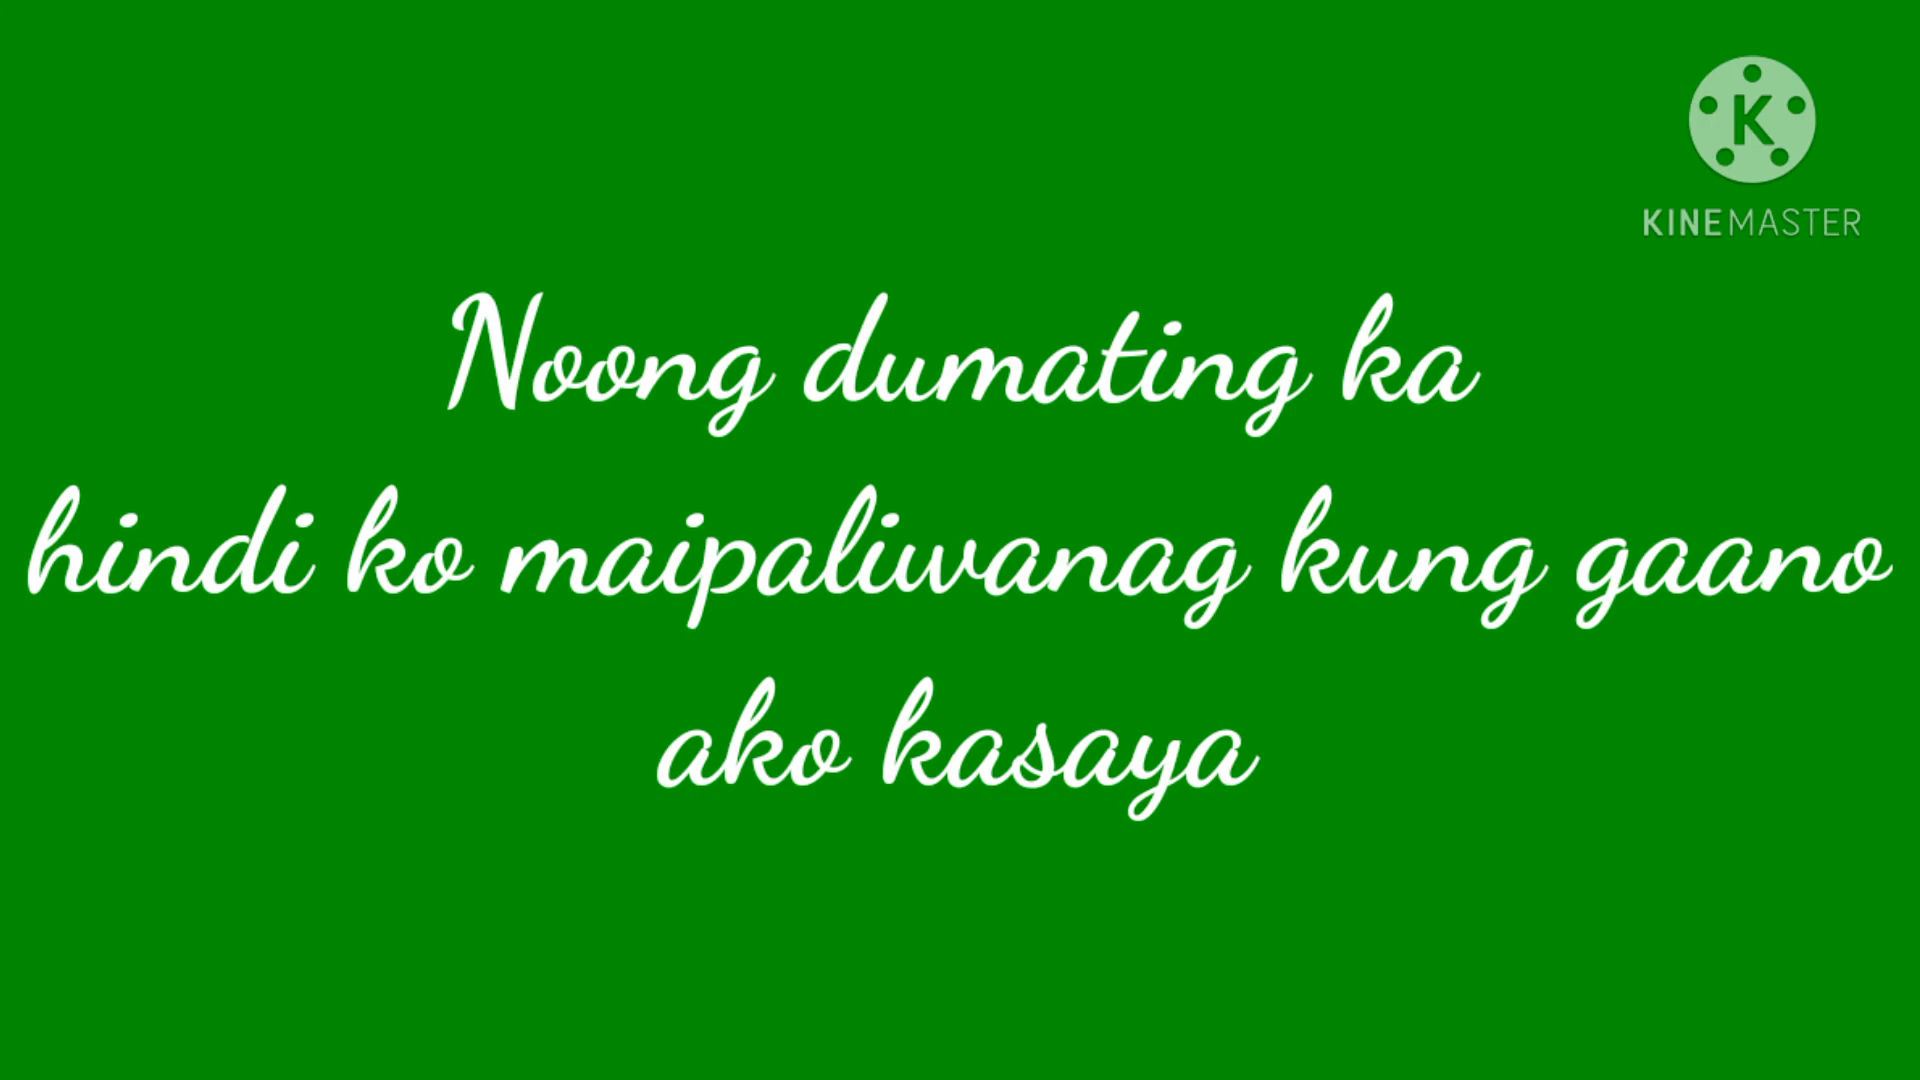 KINEMASTER
Noong dumating ka
hindi ko maipaliwanag kung gaano
ako kasaya